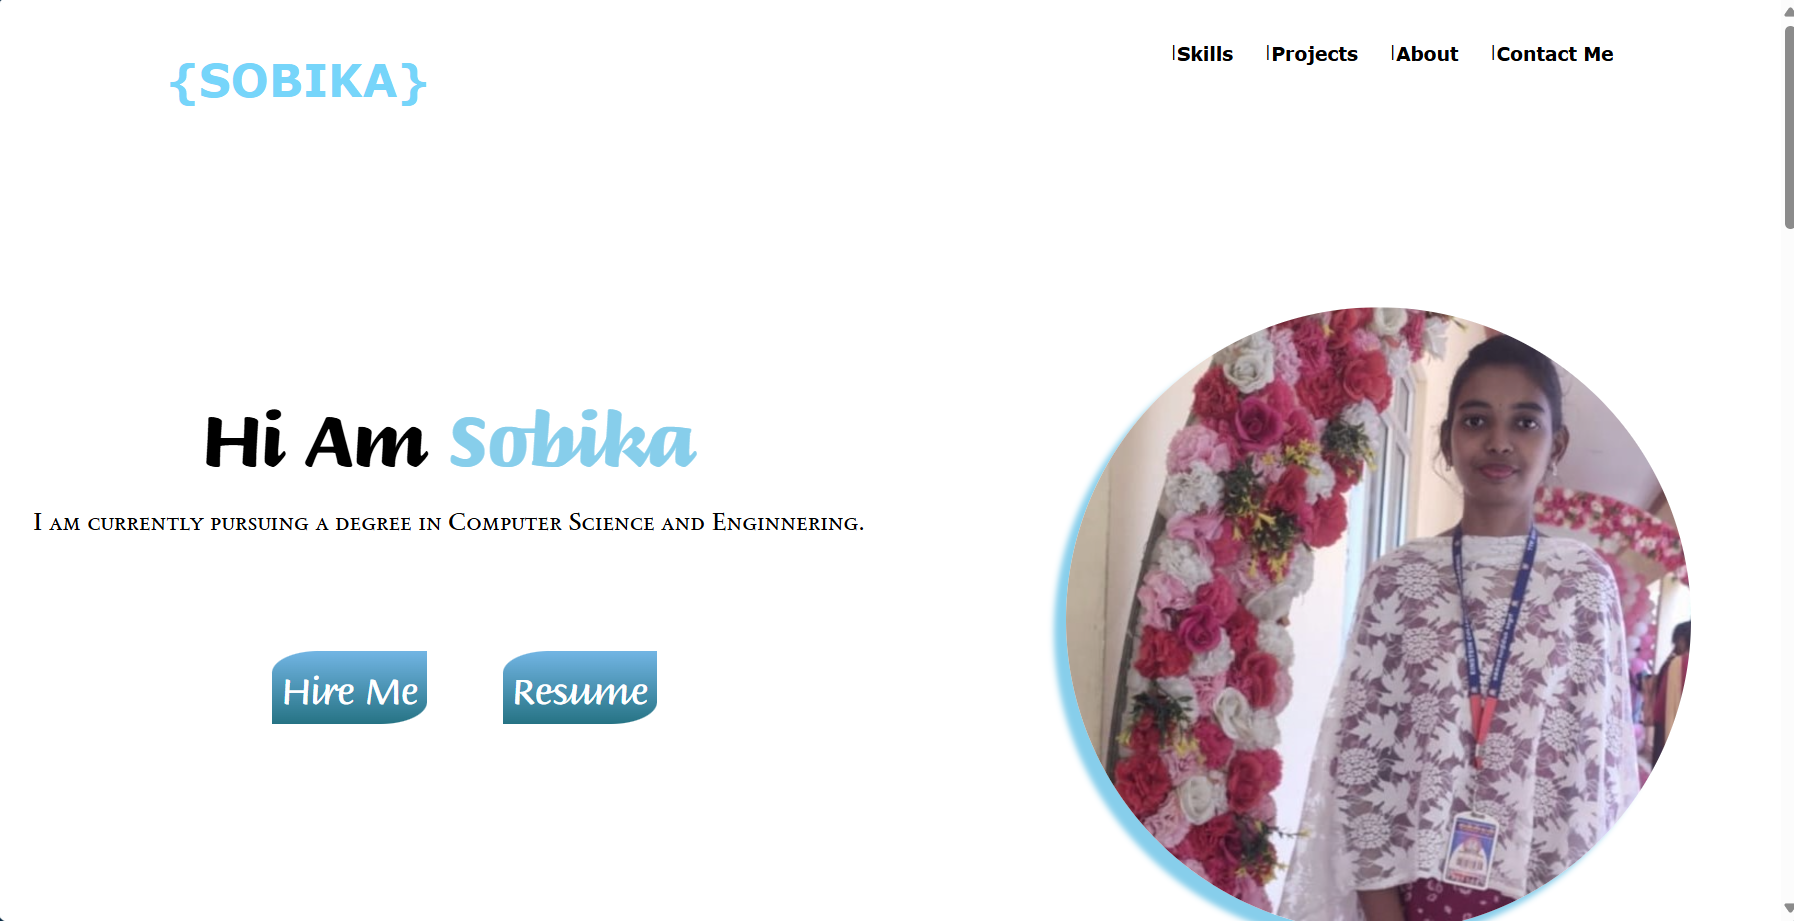 {SOBIKA}
|Skills |Projects |About |Contact Me
Hi Am Sobika
I am currently pursuing a degree in Computer Science and Enginnering.
Hire Me Resume